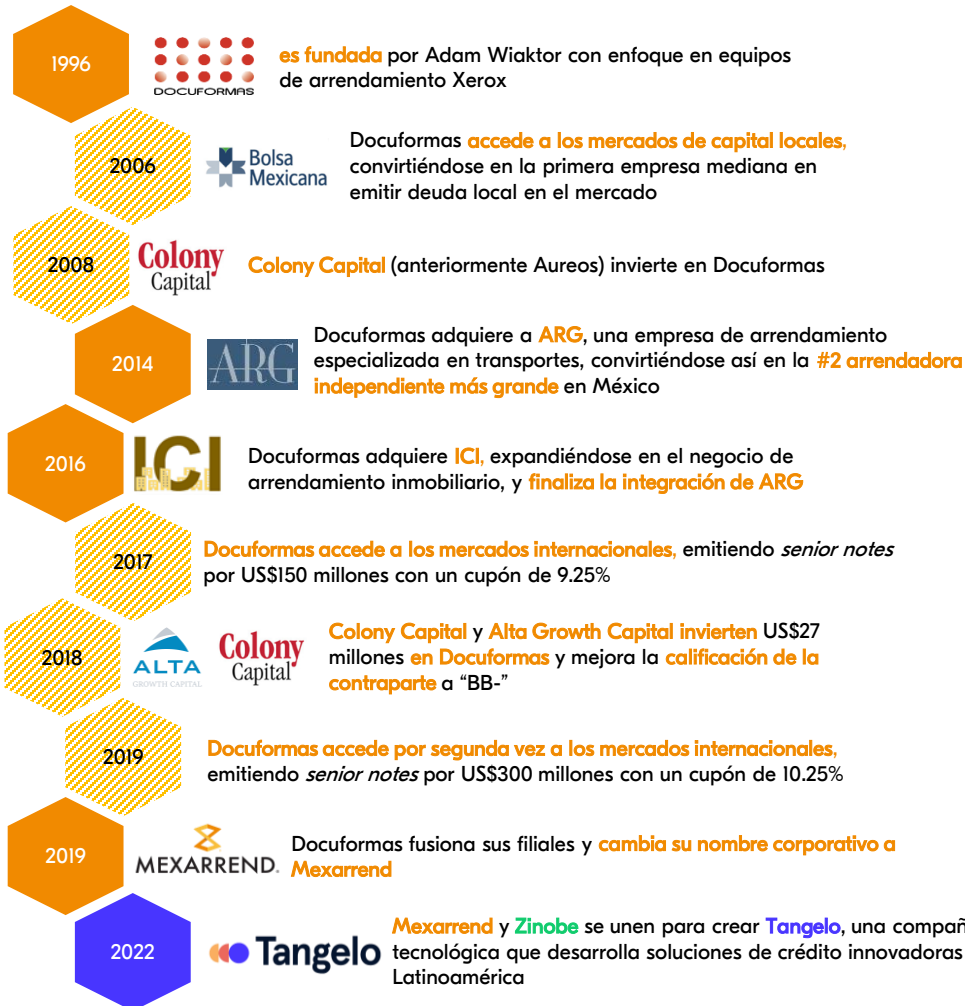 1996
DOCUFORMAS
es fundada por Adam Wiaktor con enfoque en equipos
de arrendamiento Xerox
2006
Bolsa
Mexicana
Docuformas accede a los mercados de capital locales,
convirtiéndose en la primera empresa mediana en
emitir deuda local en el mercado
2008
Colony
Capital
Colony Capital (anteriormente Aureos) invierte en Docuformas
2014
ARG
Docuformas adquiere a ARG, una empresa de arrendamiento
especializada en transportes, convirtiéndose así en la #2 arrendadora
independiente más grande en México
2016
ICI
Docuformas adquiere ICI, expandiéndose en el negocio de
arrendamiento inmobiliario, y finaliza la integración de ARG
2017
Docuformas accede a los mercados internacionales, emitiendo senior notes
por US$150 millones con un cupón de 9.25%
2018
ALTA
GROWTH CAPITAL
Colony
Capital
Colony Capital y Alta Growth Capital invierten US$27
millones en Docuformas y mejora la calificación de la
contraparte a “BB-”
2019
Docuformas accede por segunda vez a los mercados internacionales,
emitiendo senior notes por US$300 millones con un cupón de 10.25%
2019
MEXARREND.
Docuformas fusiona sus filiales y cambia su nombre corporativo a
Mexarrend
2022
Tangelo
Mexarrend y Zinobe se unen para crear Tangelo, una compañ
tecnológica que desarrolla soluciones de crédito innovadoras
Latinoamérica